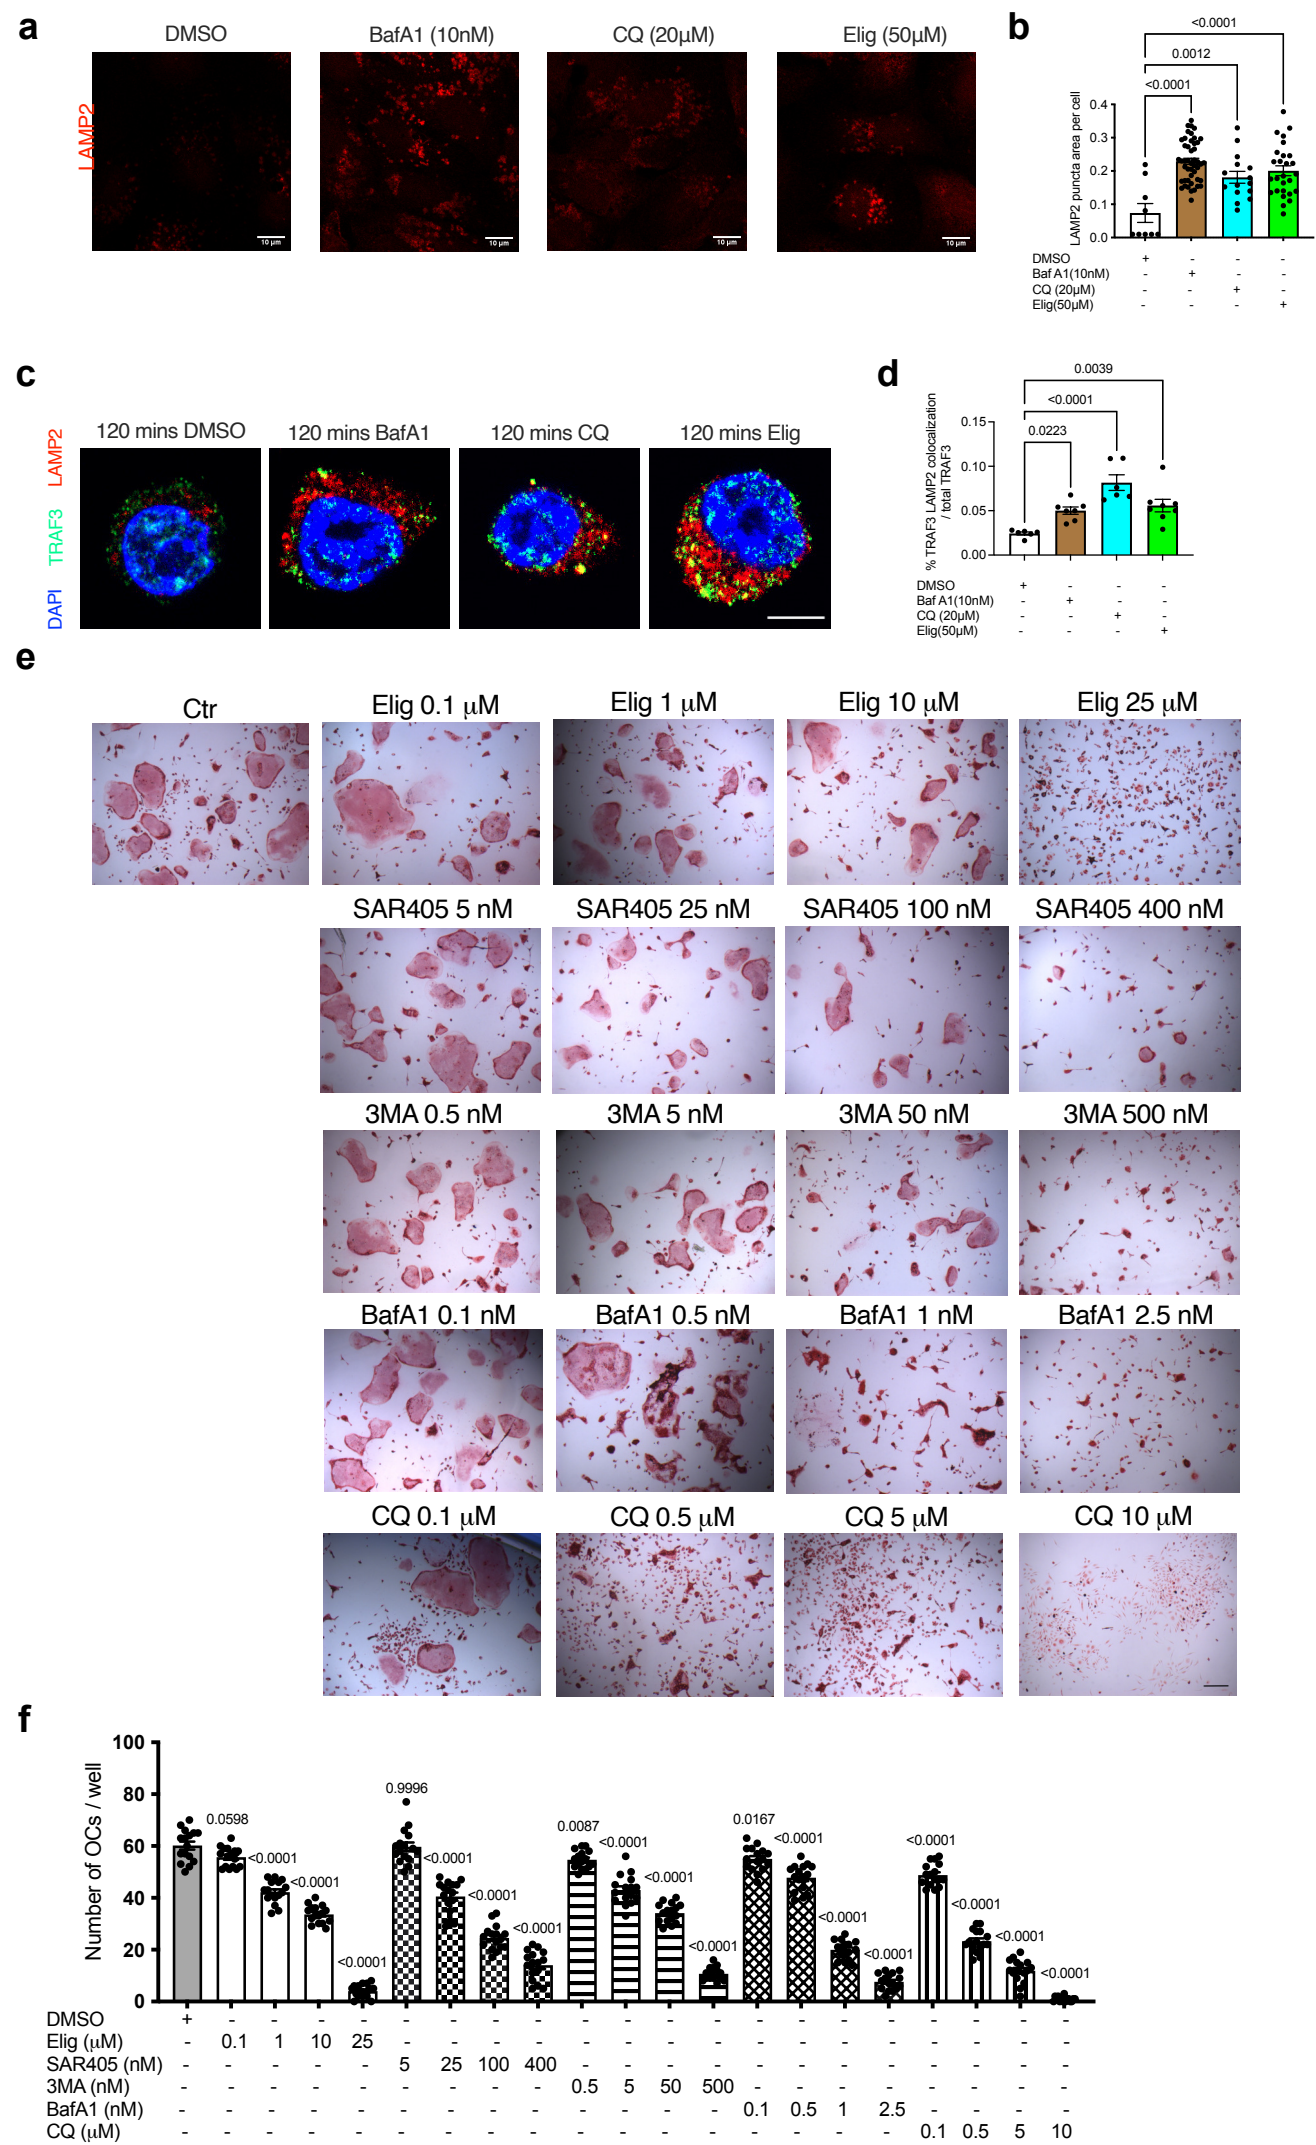 a
DMSO
BafA1 (10nM)
CQ (20μM)
Elig (50μM)
LAMP2
10 μm
10 μm
10 μm
10 μm
b
<0.0001
0.0012
<0.0001
LAMP2 puncta area per cell
0.4
0.3
0.2
0.1
0.0
DMSO + - - -
Baf A1(10nM) - + - -
CQ (20μM) - - + -
Elig(50μM) - - - +
c
120 mins DMSO
120 mins BafA1
120 mins CQ
120 mins Elig
DAPI TRAF3 LAMP2
d
0.0039
<0.0001
0.0223
% TRAF3 LAMP2 colocalization
/ total TRAF3
0.15
0.10
0.05
0.00
DMSO + - - -
Baf A1(10nM) - + - -
CQ (20μM) - - + -
Elig(50μM) - - - +
e
Ctr
Elig 0.1 μM
Elig 1 μM
Elig 10 μM
Elig 25 μM
SAR405 5 nM
SAR405 25 nM
SAR405 100 nM
SAR405 400 nM
3MA 0.5 nM
3MA 5 nM
3MA 50 nM
3MA 500 nM
BafA1 0.1 nM
BafA1 0.5 nM
BafA1 1 nM
BafA1 2.5 nM
CQ 0.1 μM
CQ 0.5 μM
CQ 5 μM
CQ 10 μM
f
Number of OCs / well
100
80
60
40
20
0
0.0598
<0.0001
<0.0001
<0.0001
0.9996
<0.0001
<0.0001
<0.0001
0.0087
<0.0001
<0.0001
<0.0001
0.0167
<0.0001
<0.0001
<0.0001
<0.0001
<0.0001
<0.0001
<0.0001
DMSO + - - - - - - - - - - - - - - - - - - - -
Elig (μM) - 0.1 1 10 25 - - - - - - - - - - - - - - - -
SAR405 (nM) - - - - - 5 25 100 400 - - - - - - - - - - - -
3MA (nM) - - - - - - - - - 0.5 5 50 500 - - - - - - - -
BafA1 (nM) - - - - - - - - - - - - - 0.1 0.5 1 2.5 - - - -
CQ (μM) - - - - - - - - - - - - - - - - - 0.1 0.5 5 10